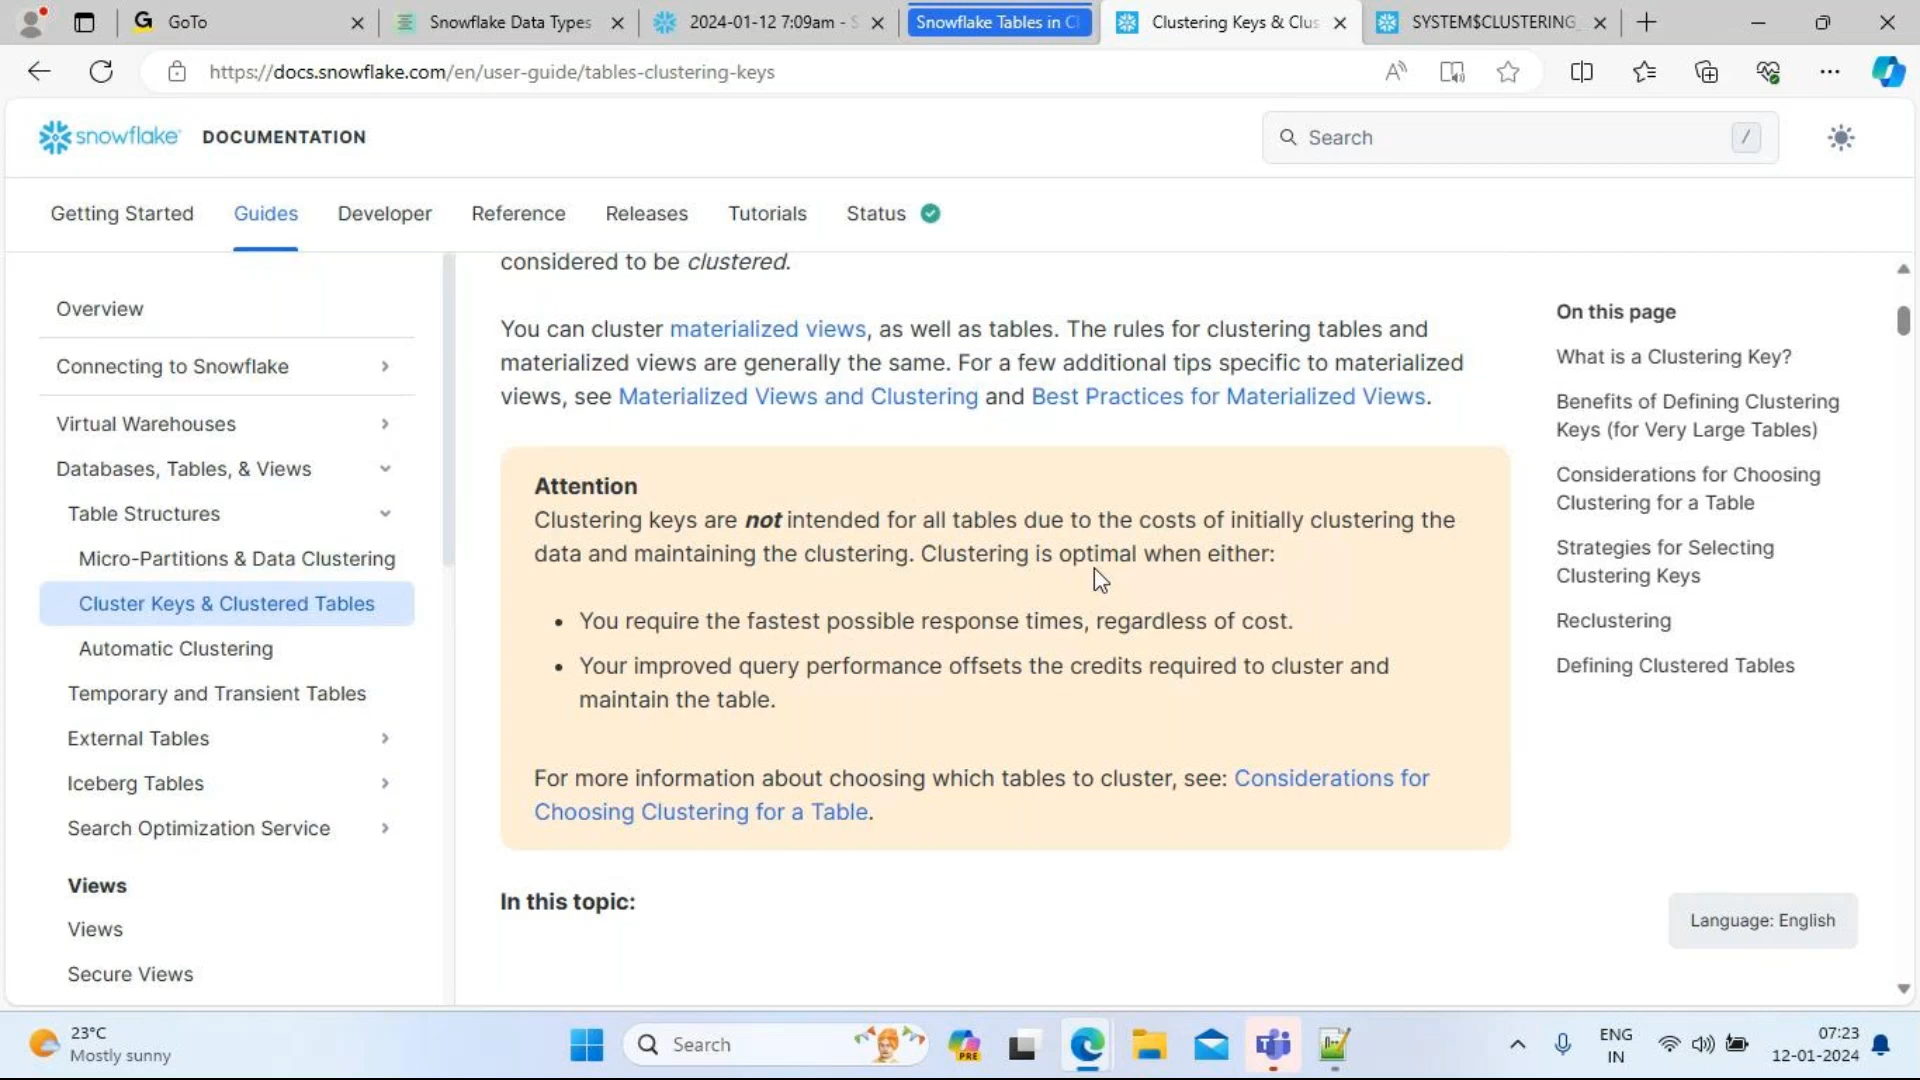 GoTo
Snowflake Data Types
2024-01-12 7:09am - S
Snowflake Tables in Cl
Clustering Keys & Clus
SYSTEM$CLUSTERING_
https://docs.snowflake.com/en/user-guide/tables-clustering-keys
snowflake DOCUMENTATION
Search /
Getting Started Guides Developer Reference Releases Tutorials Status
Overview
Connecting to Snowflake
Virtual Warehouses
Databases, Tables, & Views
Table Structures
Micro-Partitions & Data Clustering
Cluster Keys & Clustered Tables
Automatic Clustering
Temporary and Transient Tables
External Tables
Iceberg Tables
Search Optimization Service
Views
Views
Secure Views
considered to be clustered.
You can cluster materialized views, as well as tables. The rules for clustering tables and
materialized views are generally the same. For a few additional tips specific to materialized
views, see Materialized Views and Clustering and Best Practices for Materialized Views.
Attention
Clustering keys are not intended for all tables due to the costs of initially clustering the
data and maintaining the clustering. Clustering is optimal when either:
• You require the fastest possible response times, regardless of cost.
• Your improved query performance offsets the credits required to cluster and
maintain the table.
For more information about choosing which tables to cluster, see: Considerations for
Choosing Clustering for a Table.
In this topic:
On this page
What is a Clustering Key?
Benefits of Defining Clustering
Keys (for Very Large Tables)
Considerations for Choosing
Clustering for a Table
Strategies for Selecting
Clustering Keys
Reclustering
Defining Clustered Tables
Language: English
23°C
Mostly sunny
Search
PRE
ENG
IN
07:23
12-01-2024